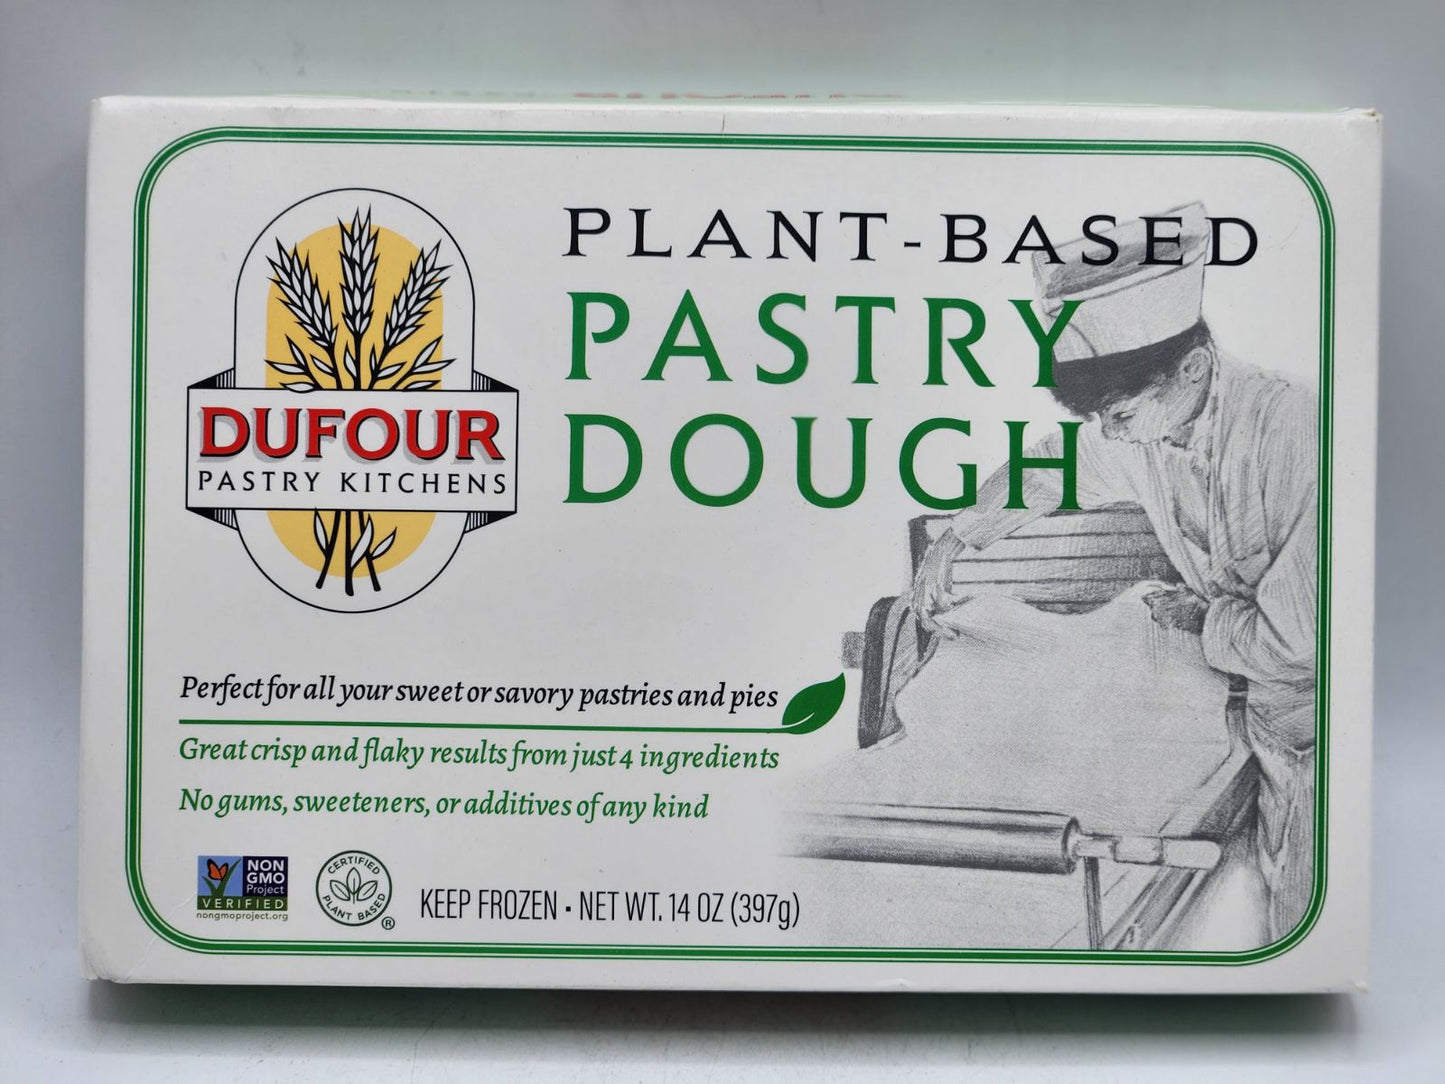 DUFOUR
PASTRY KITCHENS
PLANT-BASED
PASTRY
DOUGH
Perfect for all your sweet or savory pastries and pies
Great crisp and flaky results from just 4 ingredients
No gums, sweeteners, or additives of any kind
NON
GMO
Project
VERIFIED
nongmoproject.org
CERTIFIED
PLANT BASED
®
KEEP FROZEN · NET WT. 14 OZ (397g)